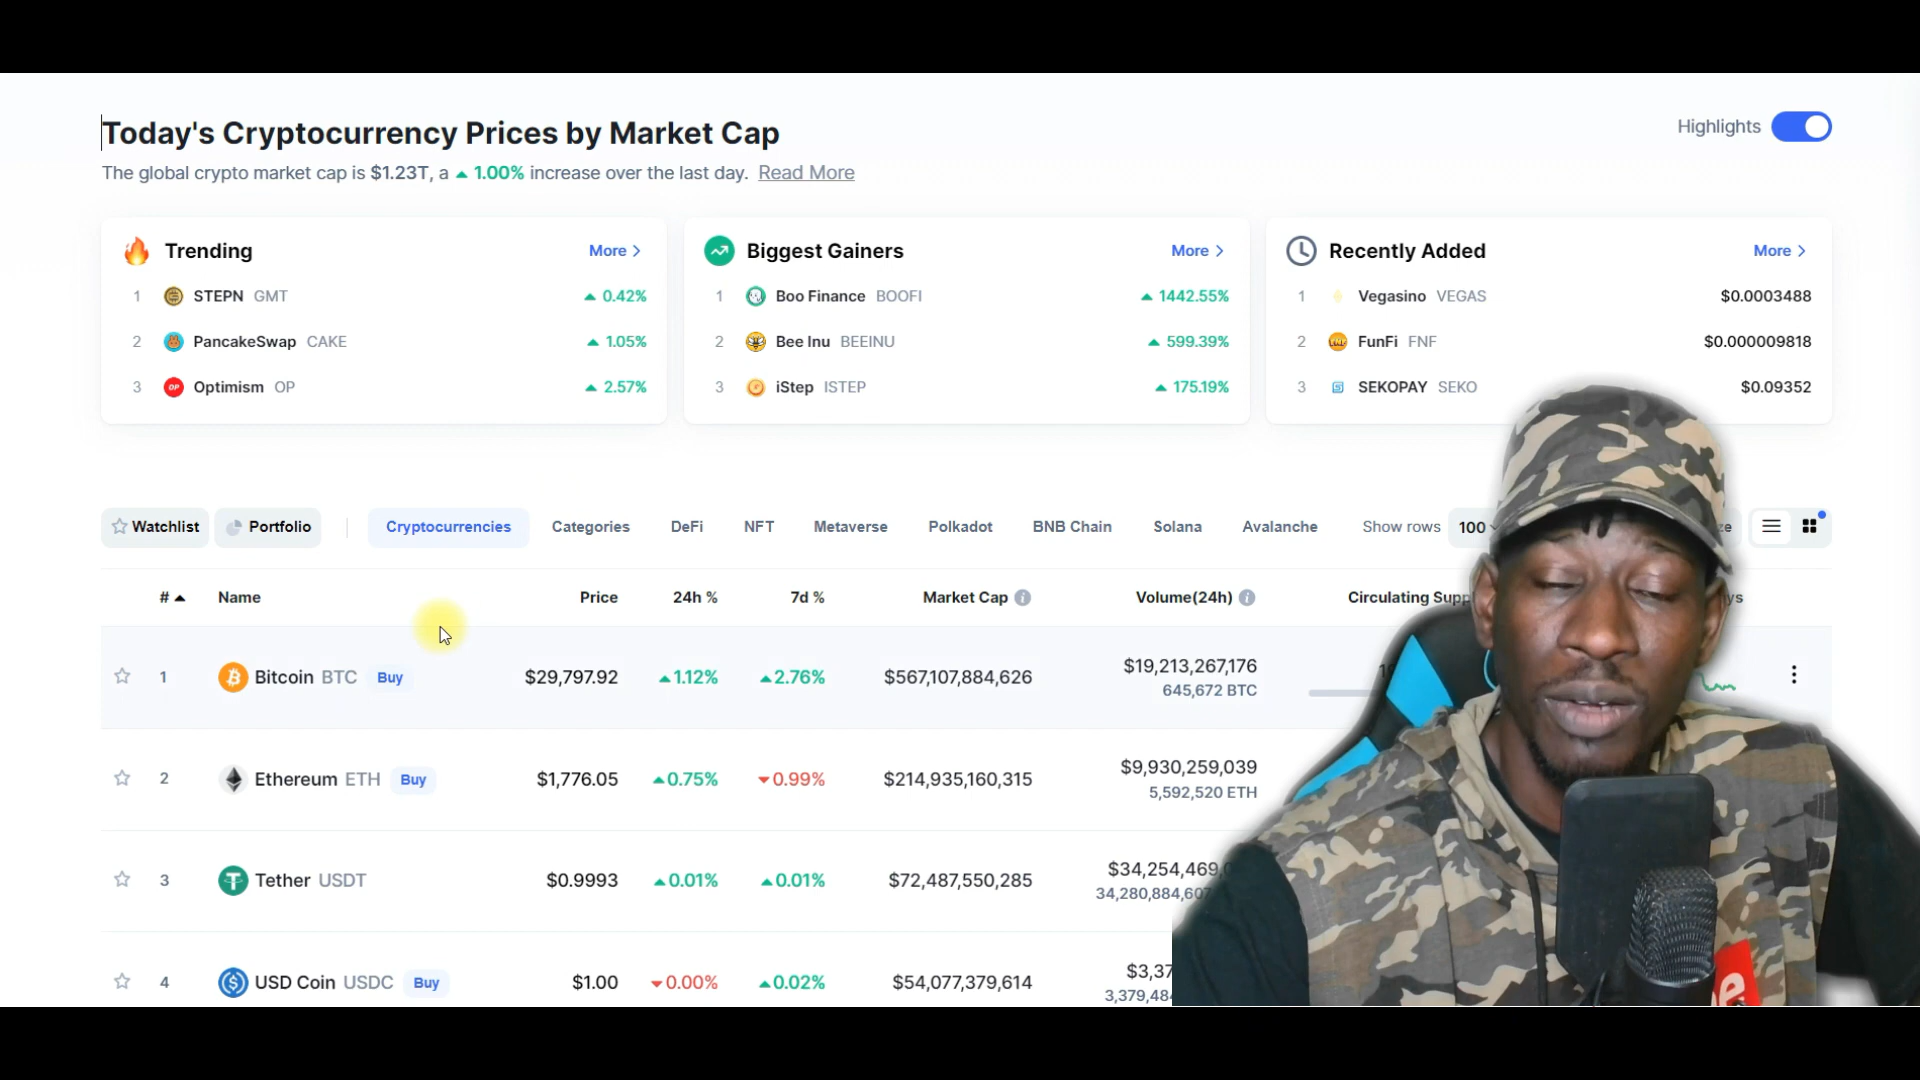 Today's Cryptocurrency Prices by Market Cap
Highlights
The global crypto market cap is $1.23T, a 1.00% increase over the last day. Read More
Trending More
1 STEPN GMT 0.42%
2 PancakeSwap CAKE 1.05%
3 Optimism OP 2.57%
Biggest Gainers More
1 Boo Finance BOOFI 1442.55%
2 Bee Inu BEEINU 599.39%
3 iStep ISTEP 175.19%
Recently Added More
1 Vegasino VEGAS $0.0003488
2 FunFi FNF $0.000009818
3 SEKOPAY SEKO $0.09352
Watchlist Portfolio Cryptocurrencies Categories DeFi NFT Metaverse Polkadot BNB Chain Solana Avalanche Show rows 100
# Name Price 24h % 7d % Market Cap Volume(24h) Circulating
1 Bitcoin BTC Buy $29,797.92 1.12% 2.76% $567,107,884,626 $19,213,267,176
645,672 BTC
2 Ethereum ETH Buy $1,776.05 0.75% 0.99% $214,935,160,315 $9,930,259,039
5,592,520 ETH
3 Tether USDT $0.9993 0.01% 0.01% $72,487,550,285
4 USD Coin USDC Buy $1.00 0.00% 0.02% $54,077,379,614